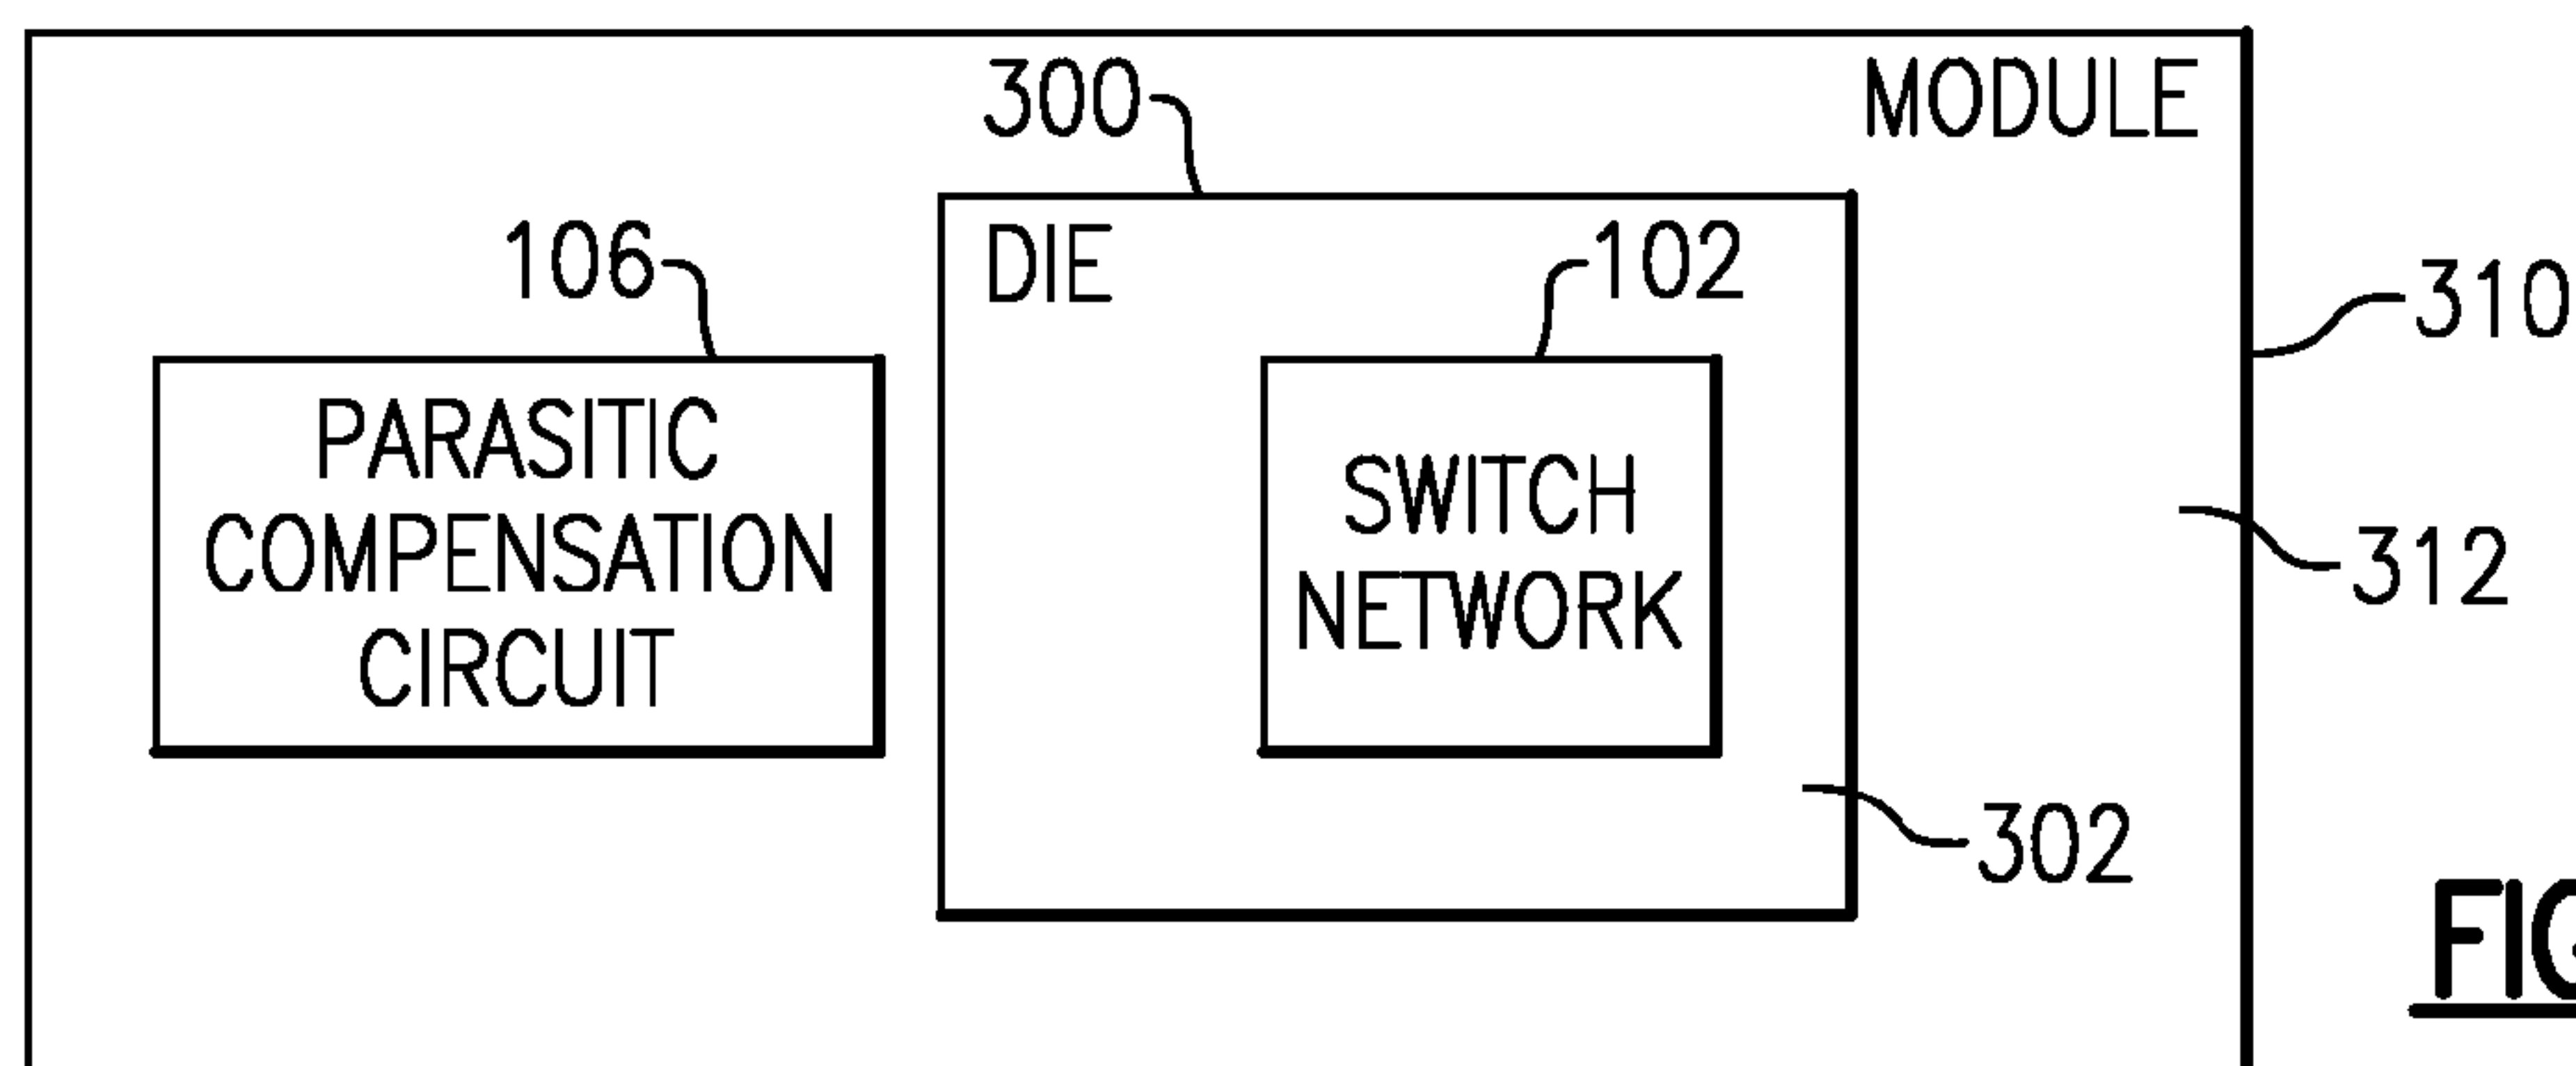 300
MODULE
106
DIE
102
310
PARASITIC
COMPENSATION
CIRCUIT
SWITCH
NETWORK
312
302